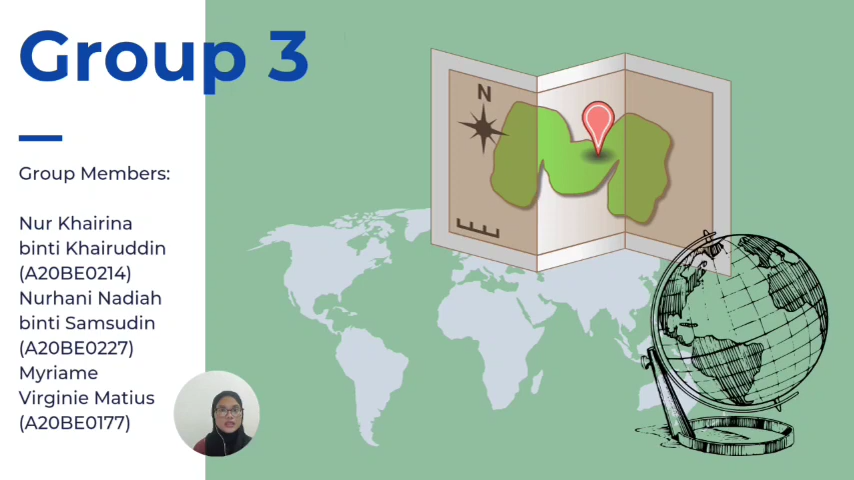 Group 3
Group Members:
Nur Khairina
binti Khairuddin
(A20BE0214)
Nurhani Nadiah
binti Samsudin
(A20BE0227)
Myriame
Virginie Matius
(A20BE0177)
N